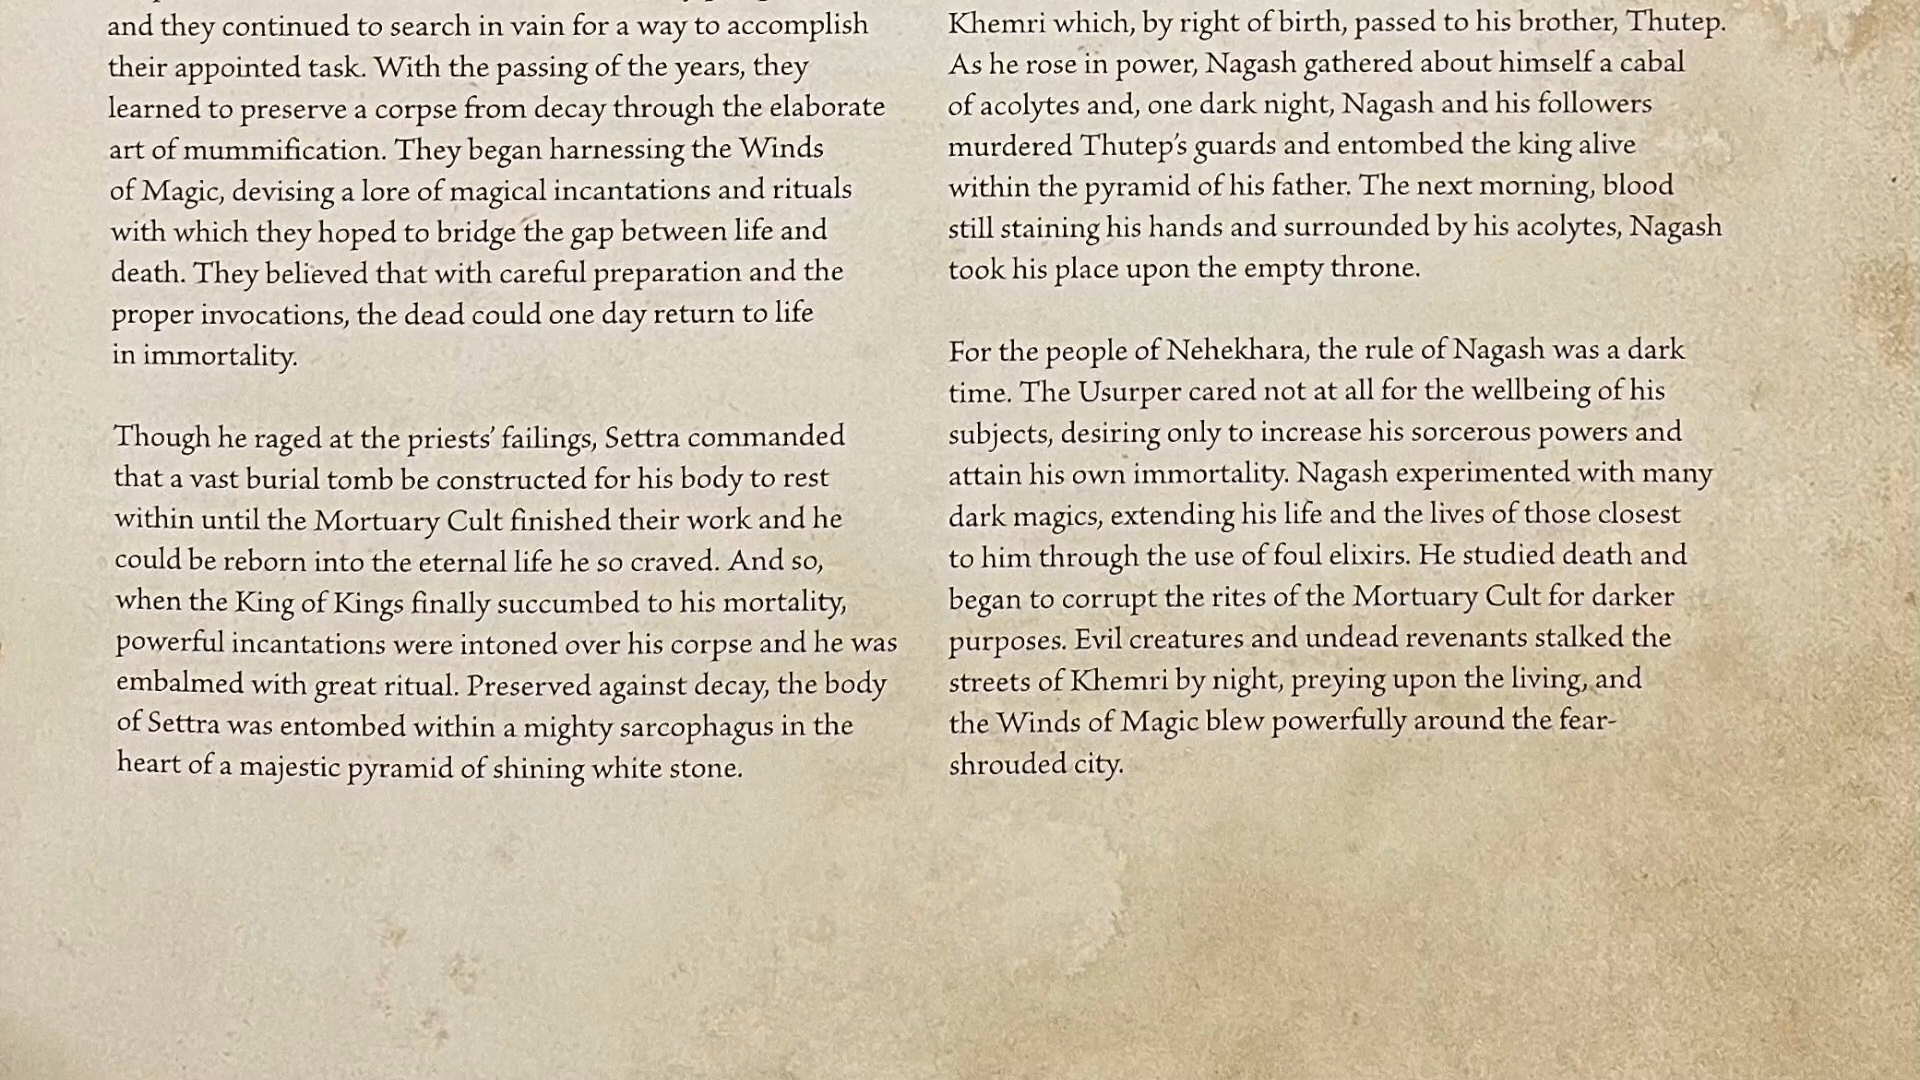 and they continued to search in vain for a way to accomplish
their appointed task. With the passing of the years, they
learned to preserve a corpse from decay through the elaborate
art of mummification. They began harnessing the Winds
of Magic, devising a lore of magical incantations and rituals
with which they hoped to bridge the gap between life and
death. They believed that with careful preparation and the
proper invocations, the dead could one day return to life
in immortality.
Though he raged at the priests’ failings, Settra commanded
that a vast burial tomb be constructed for his body to rest
within until the Mortuary Cult finished their work and he
could be reborn into the eternal life he so craved. And so,
when the King of Kings finally succumbed to his mortality,
powerful incantations were intoned over his corpse and he was
embalmed with great ritual. Preserved against decay, the body
of Settra was entombed within a mighty sarcophagus in the
heart of a majestic pyramid of shining white stone.
Khemri which, by right of birth, passed to his brother, Thutep.
As he rose in power, Nagash gathered about himself a cabal
of acolytes and, one dark night, Nagash and his followers
murdered Thutep’s guards and entombed the king alive
within the pyramid of his father. The next morning, blood
still staining his hands and surrounded by his acolytes, Nagash
took his place upon the empty throne.
For the people of Nehekhara, the rule of Nagash was a dark
time. The Usurper cared not at all for the wellbeing of his
subjects, desiring only to increase his sorcerous powers and
attain his own immortality. Nagash experimented with many
dark magics, extending his life and the lives of those closest
to him through the use of foul elixirs. He studied death and
began to corrupt the rites of the Mortuary Cult for darker
purposes. Evil creatures and undead revenants stalked the
streets of Khemri by night, preying upon the living, and
the Winds of Magic blew powerfully around the fear-
shrouded city.